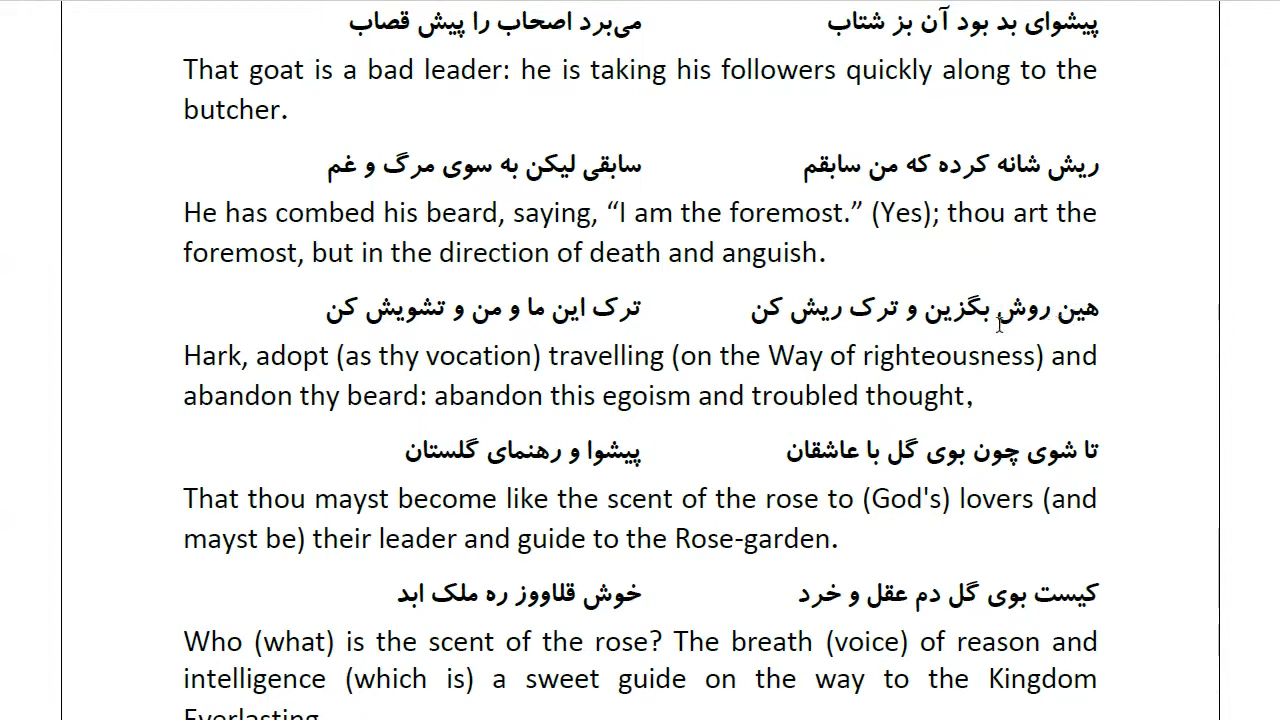 پیشوای بد بود آن بز شتاب می‌برد اصحاب را پیش قصاب
That goat is a bad leader: he is taking his followers quickly along to the
butcher.
ریش شانه کرده که من سابقم سابقی لیکن به سوی مرگ و غم
He has combed his beard, saying, “I am the foremost.” (Yes); thou art the
foremost, but in the direction of death and anguish.
هین روش بگزین و ترک ریش کن ترک این ما و من و تشویش کن
Hark, adopt (as thy vocation) travelling (on the Way of righteousness) and
abandon thy beard: abandon this egoism and troubled thought,
تا شوی چون بوی گل با عاشقان پیشوا و رهنمای گلستان
That thou mayst become like the scent of the rose to (God's) lovers (and
mayst be) their leader and guide to the Rose-garden.
کیست بوی گل دم عقل و خرد خوش قلاووز ره ملک ابد
Who (what) is the scent of the rose? The breath (voice) of reason and
intelligence (which is) a sweet guide on the way to the Kingdom
Everlasting.